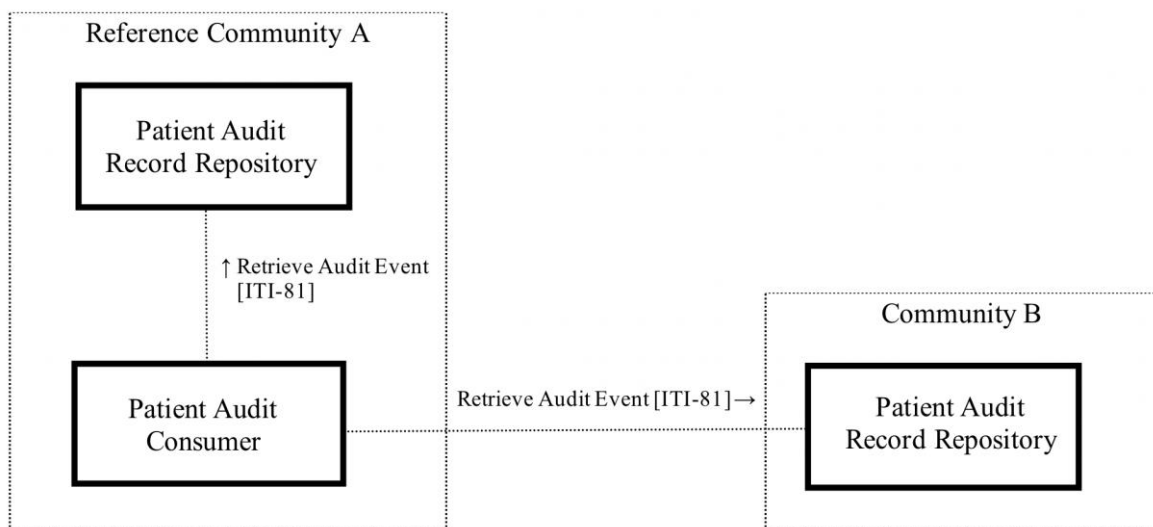 Reference Community A
Patient Audit
Record Repository
↑ Retrieve Audit Event
[ITI-81]
Patient Audit
Consumer
Retrieve Audit Event [ITI-81]→
Community B
Patient Audit
Record Repository